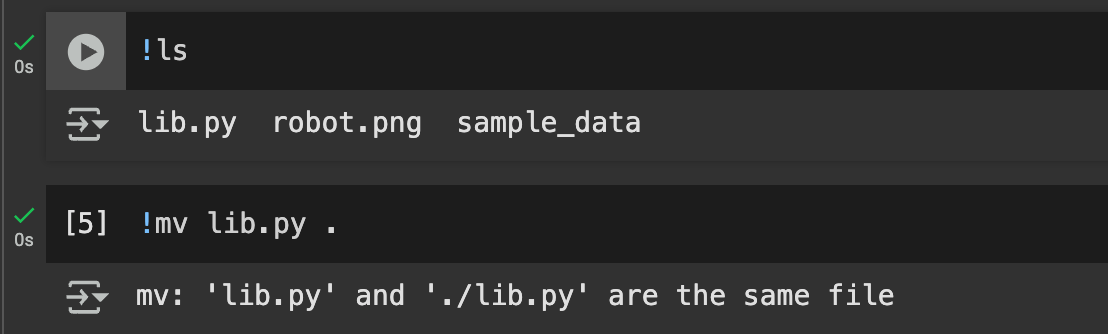 0s
!ls
lib.py  robot.png  sample_data
0s
[5] !mv lib.py .
mv: 'lib.py' and './lib.py' are the same file